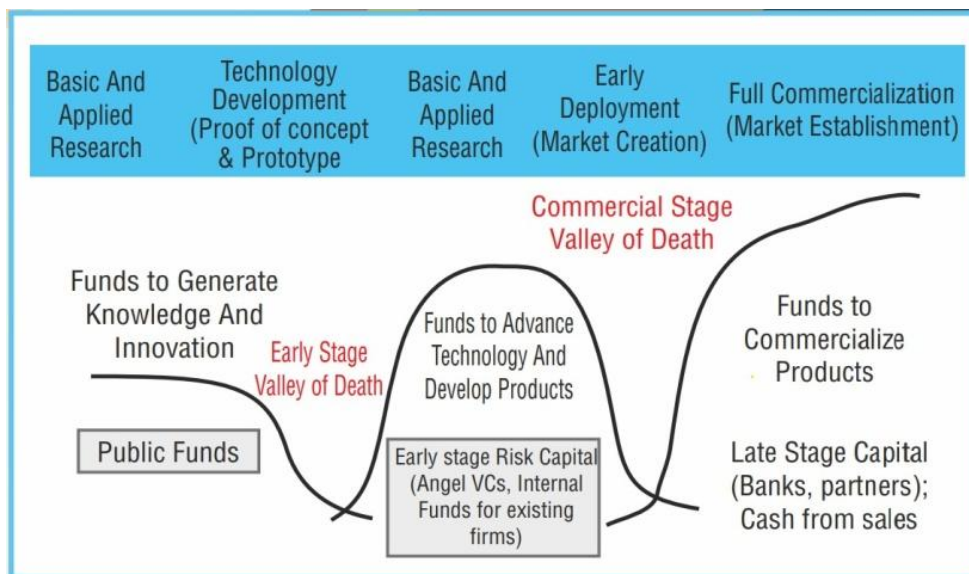 Basic And
Applied
Research
Technology
Development
(Proof of concept
& Prototype
Basic And
Applied
Research
Early
Deployment
(Market Creation)
Full Commercialization
(Market Establishment)
Commercial Stage
Valley of Death
Funds to Generate
Knowledge And
Innovation
Early Stage
Valley of Death
Funds to Advance
Technology And
Develop Products
Funds to
Commercialize
Products
Public Funds
Early stage Risk Capital
(Angel VCs, Internal
Funds for existing
firms)
Late Stage Capital
(Banks, partners);
Cash from sales